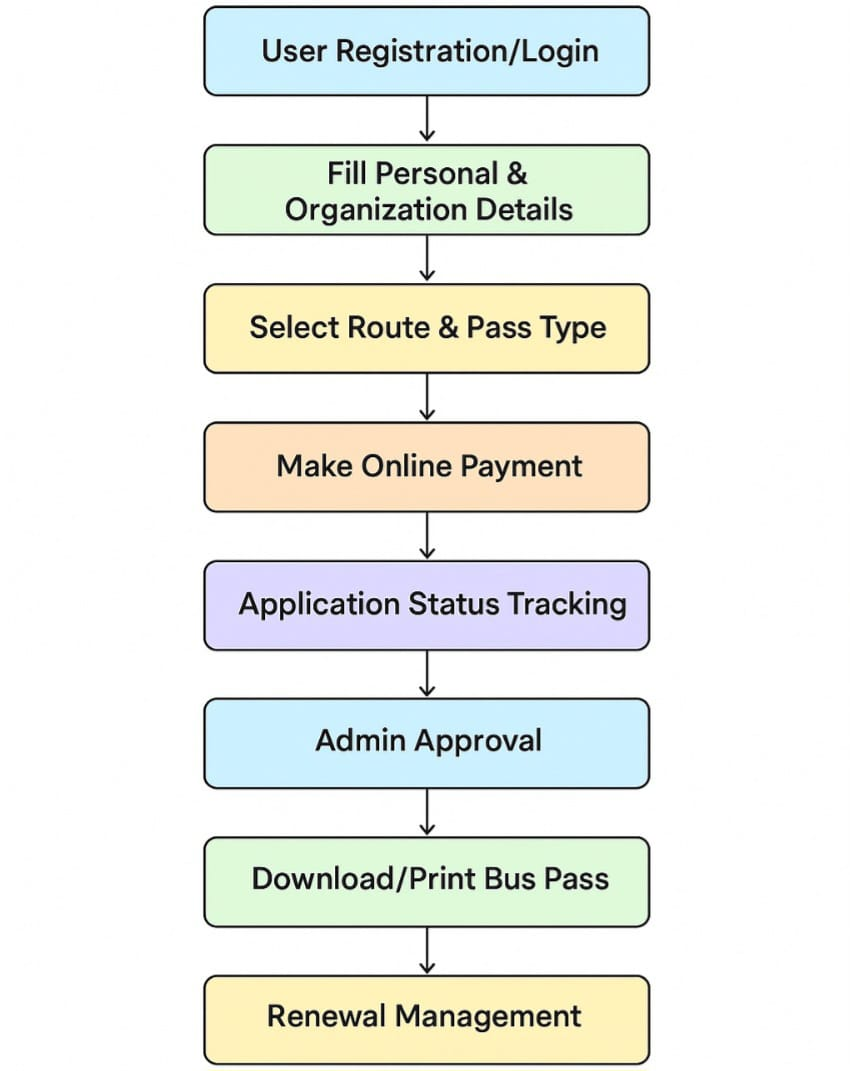 User Registration/Login
Fill Personal &
Organization Details
Select Route & Pass Type
Make Online Payment
Application Status Tracking
Admin Approval
Download/Print Bus Pass
Renewal Management